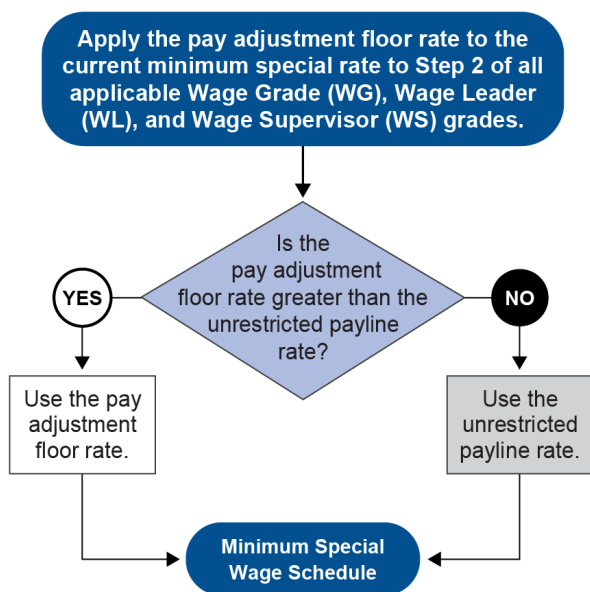 Apply the pay adjustment floor rate to the
current minimum special rate to Step 2 of all
applicable Wage Grade (WG), Wage Leader
(WL), and Wage Supervisor (WS) grades.
Is the
pay adjustment
floor rate greater than the
unrestricted payline
rate?
YES
NO
Use the pay
adjustment
floor rate.
Use the
unrestricted
payline rate.
Minimum Special
Wage Schedule